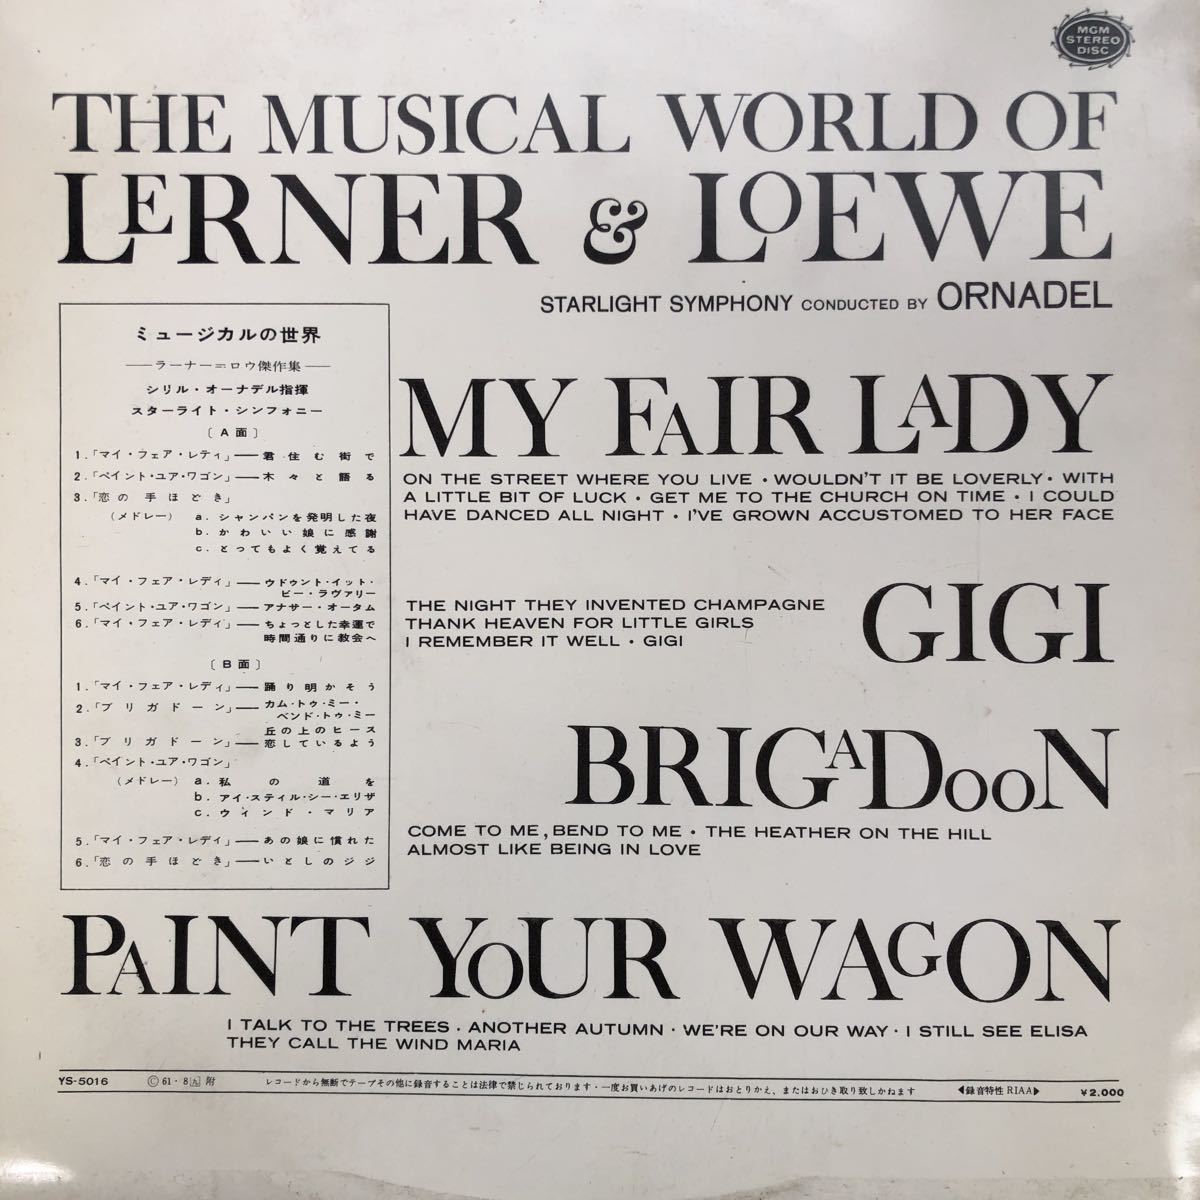 MGM
STEREO
DISC
THE MUSICAL WORLD OF
LERNER & LOEWE
STARLIGHT SYMPHONY CONDUCTED BY ORNADEL
ミュージカルの世界
——ラーナー=ロウ傑作集——
シリル・オーナデル指揮
スターライト・シンフォニー
〔A面〕
1.「マイ・フェア・レディ」——君住む街で
2.「ペイント・ユア・ワゴン」——木々と語る
3.「恋の手ほどき」
(メドレー) a. シャンパンを発明した夜
b. かわいい娘に感謝
c. とってもよく覚えてる
4.「マイ・フェア・レディ」——ウドゥント・イット・
ビー・ラヴァリー
5.「ペイント・ユア・ワゴン」——アナザー・オータム
6.「マイ・フェア・レディ」——ちょっとした幸運で
時間通りに教会へ
〔B面〕
1.「マイ・フェア・レディ」——踊り明かそう
2.「ブリガドーン」——カム・トゥ・ミー・
ベンド・トゥ・ミー
丘の上のヒース
3.「ブリガドーン」——恋しているよう
4.「ペイント・ユア・ワゴン」
(メドレー) a. 私の道を
b. アイ・スティル・シー・エリザ
c. ウィンド・マリア
5.「マイ・フェア・レディ」——あの娘に慣れた
6.「恋の手ほどき」——いとしのジジ
MY FAIR LADY
ON THE STREET WHERE YOU LIVE • WOULDN'T IT BE LOVERLY • WITH
A LITTLE BIT OF LUCK • GET ME TO THE CHURCH ON TIME • I COULD
HAVE DANCED ALL NIGHT • I'VE GROWN ACCUSTOMED TO HER FACE
GIGI
THE NIGHT THEY INVENTED CHAMPAGNE
THANK HEAVEN FOR LITTLE GIRLS
I REMEMBER IT WELL • GIGI
BRIGADOON
COME TO ME, BEND TO ME • THE HEATHER ON THE HILL
ALMOST LIKE BEING IN LOVE
PAINT YOUR WAGON
I TALK TO THE TREES • ANOTHER AUTUMN • WE'RE ON OUR WAY • I STILL SEE ELISA
THEY CALL THE WIND MARIA
YS-5016 Ⓒ61・8 九 附 レコードから無断でテープその他に録音することは法律で禁じられております・一度お買いあげのレコードはおとりかえ、またはおひき取り致しかねます ◀録音特性RIAA▶ ¥2,000